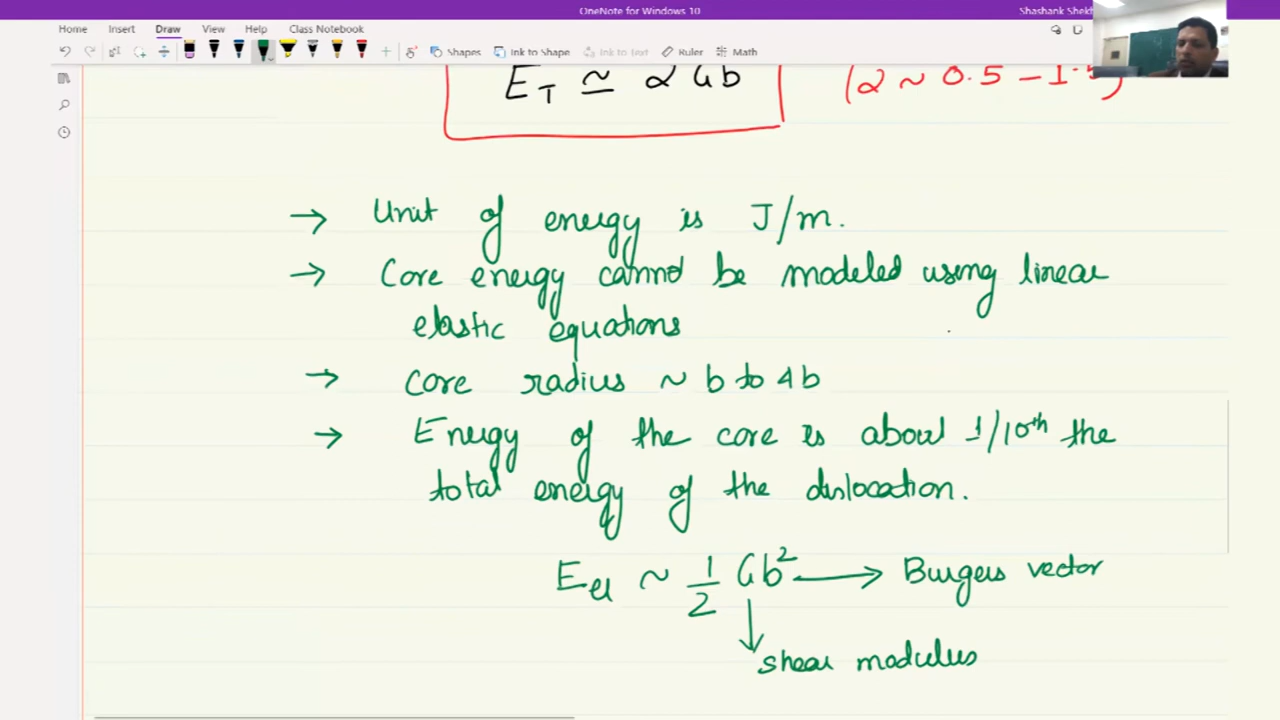 OneNote for Windows 10
Shashank Shekh
Home Insert Draw View Help Class Notebook
Shapes Ink to Shape Ink to Text Ruler Math
E_T ≃ α G b (α ~ 0.5 - 1.5)
→ Unit of energy is J/m.
→ Core energy cannot be modeled using linear
elastic equations
→ Core radius ~ b to 4b
→ Energy of the core is about 1/10th the
total energy of the dislocation.
E_el ~ 1/2 Gb² → Burgers vector
↓
shear modulus